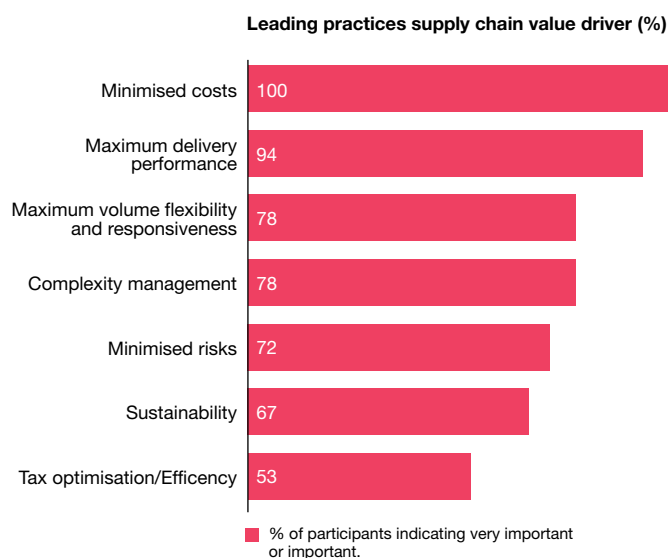 Leading practices supply chain value driver (%)
Minimised costs
100
Maximum delivery
performance
94
Maximum volume flexibility
and responsiveness
78
Complexity management
78
Minimised risks
72
Sustainability
67
Tax optimisation/Efficency
53
% of participants indicating very important
or important.